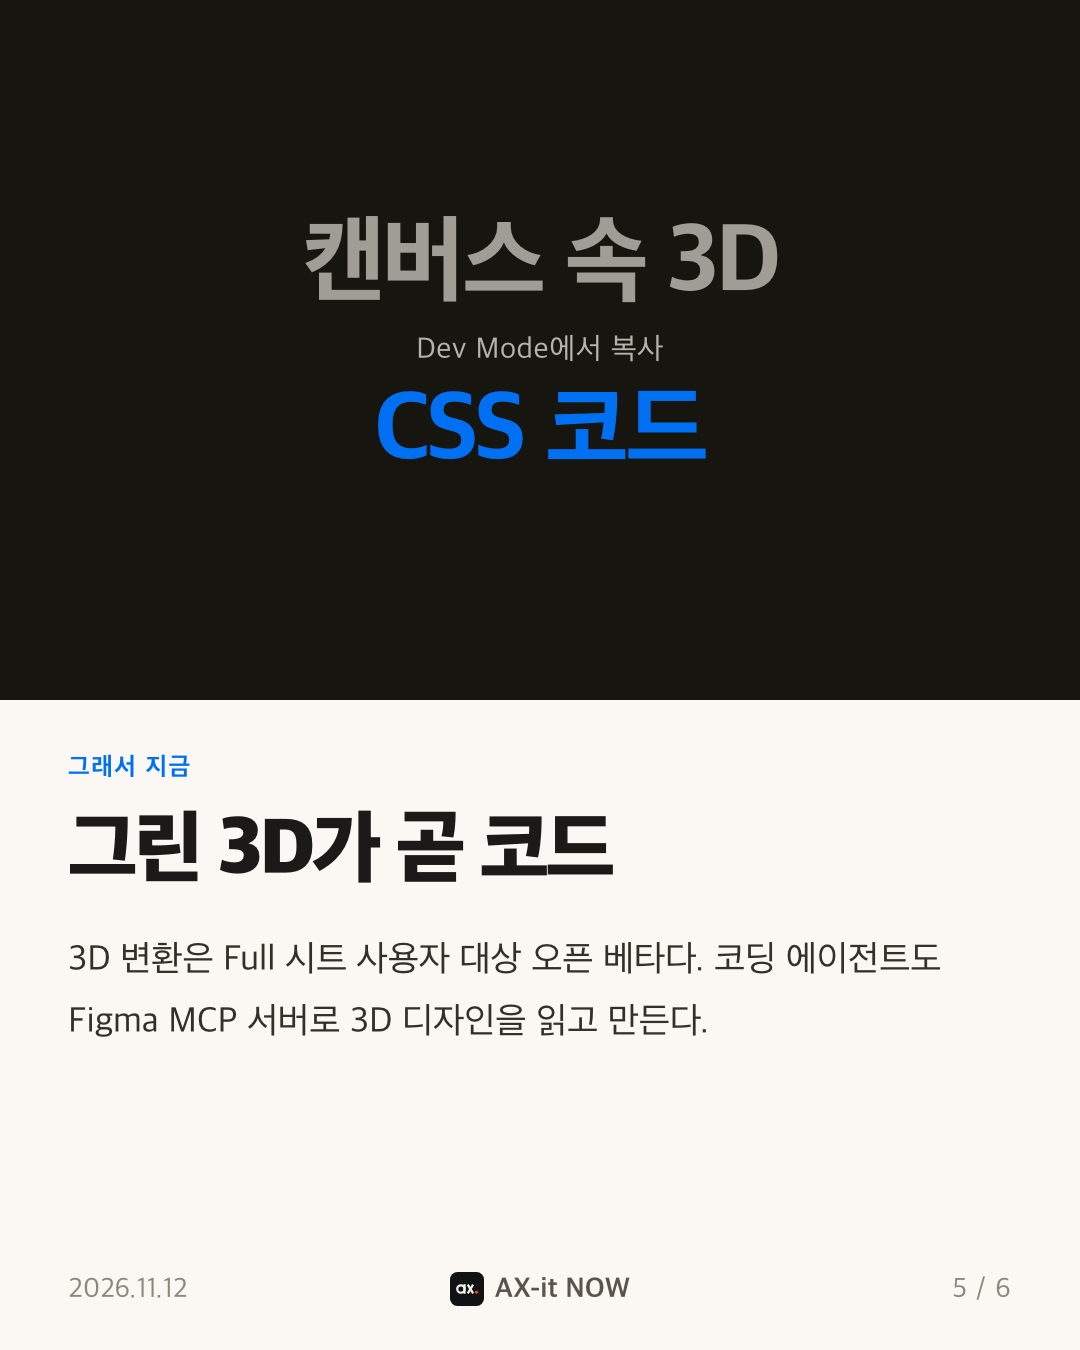 캔버스 속 3D
Dev Mode에서 복사
CSS 코드
그래서 지금
그린 3D가 곧 코드
3D 변환은 Full 시트 사용자 대상 오픈 베타다. 코딩 에이전트도
Figma MCP 서버로 3D 디자인을 읽고 만든다.
2026.11.12
ax.
AX-it NOW
5 / 6